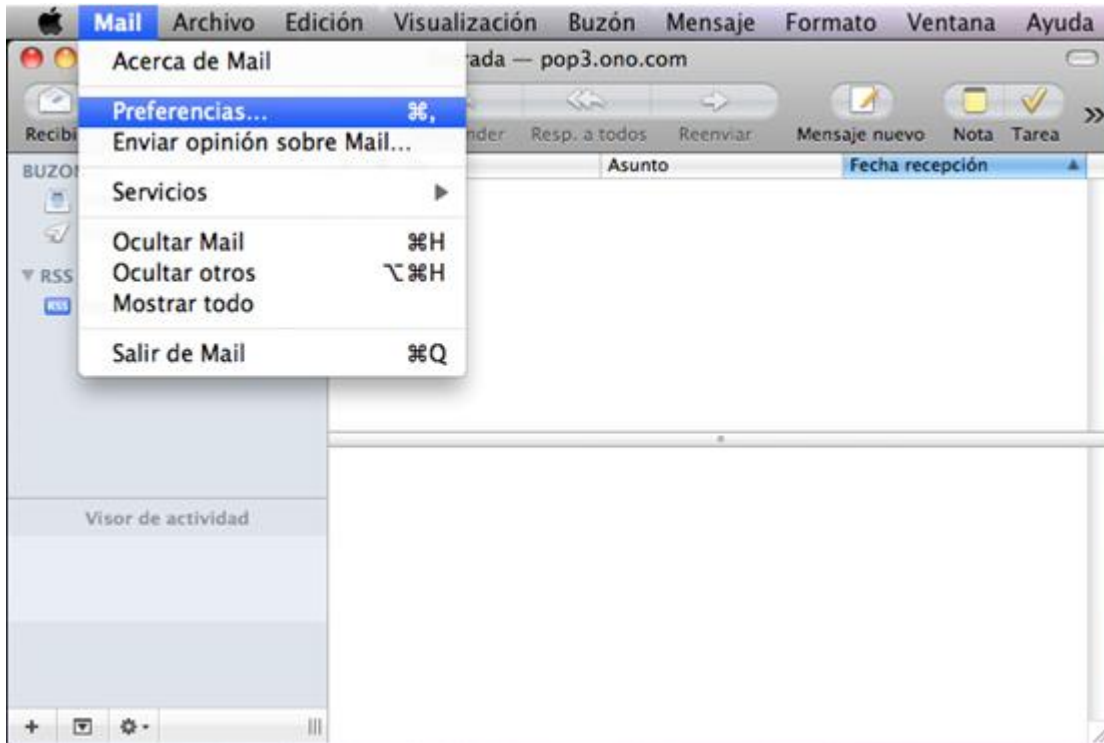 Mail Archivo Edición Visualización Buzón Mensaje Formato Ventana Ayuda
rada — pop3.ono.com
Acerca de Mail
Preferencias... ⌘,
Enviar opinión sobre Mail...
Servicios
Ocultar Mail ⌘H
Ocultar otros ⌥⌘H
Mostrar todo
Salir de Mail ⌘Q
Recibi nder Resp. a todos Reenviar Mensaje nuevo Nota Tarea
BUZO Asunto Fecha recepción
RSS
RSS
Visor de actividad